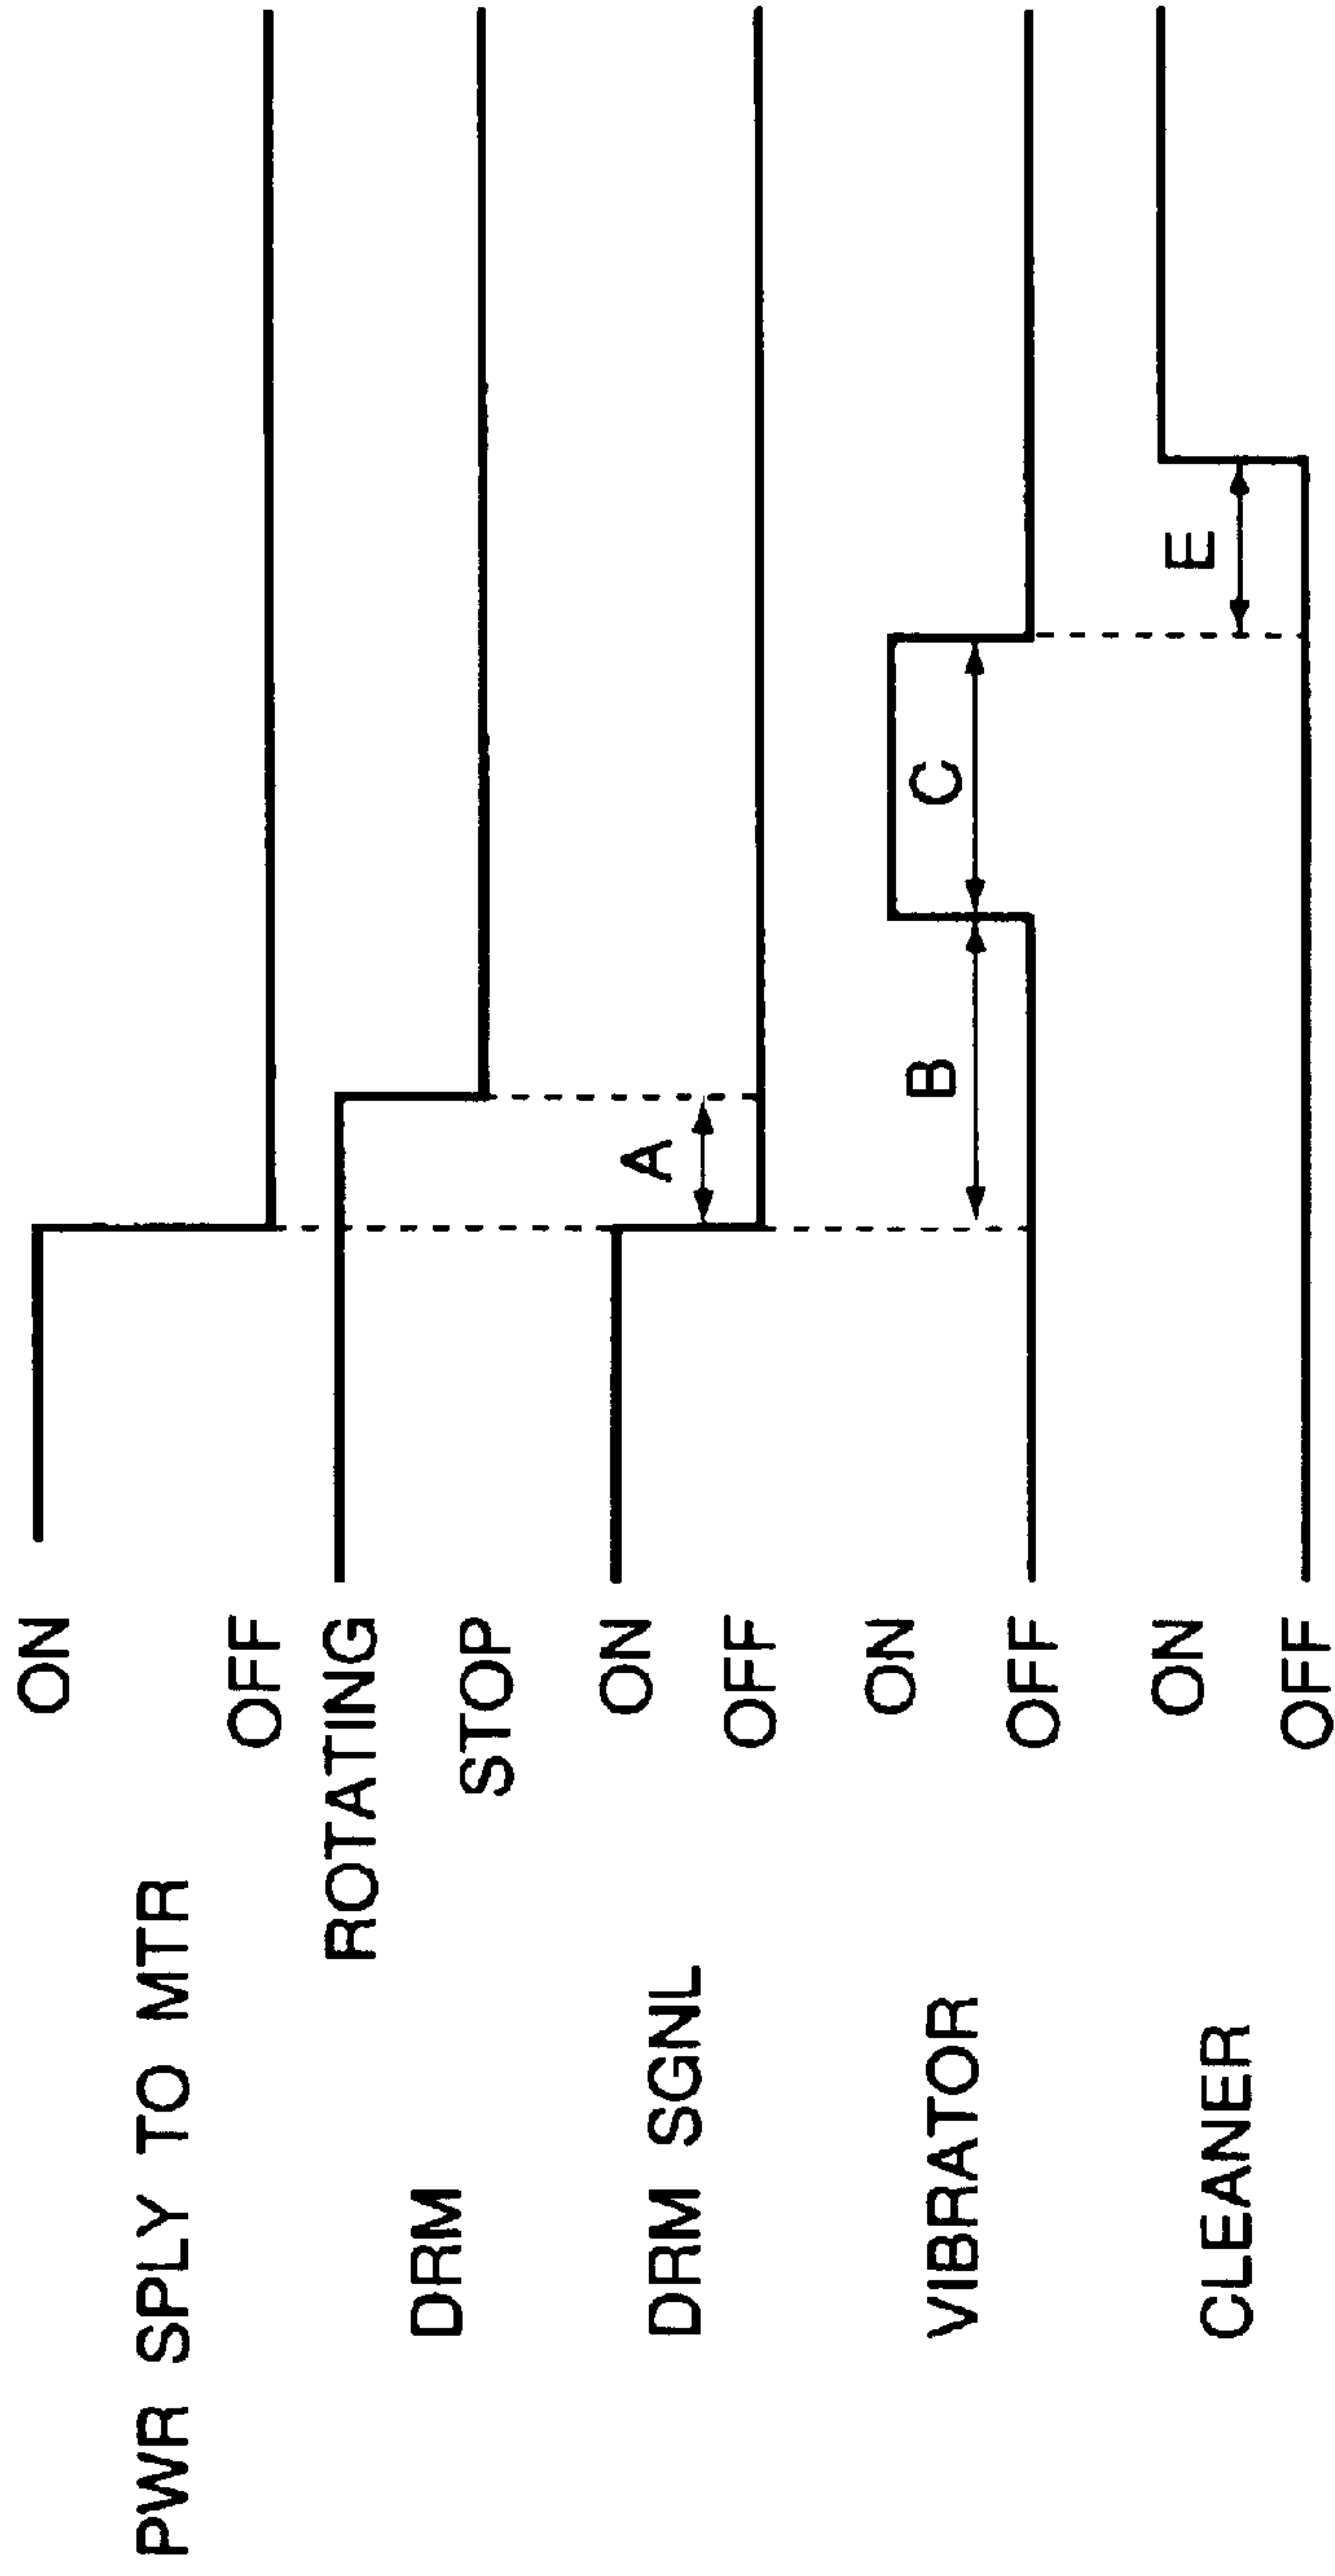 PWR SPLY TO MTR
ON
OFF
DRM
ROTATING
STOP
DRM SGNL
ON
OFF
A
VIBRATOR
ON
OFF
B
C
CLEANER
ON
OFF
E